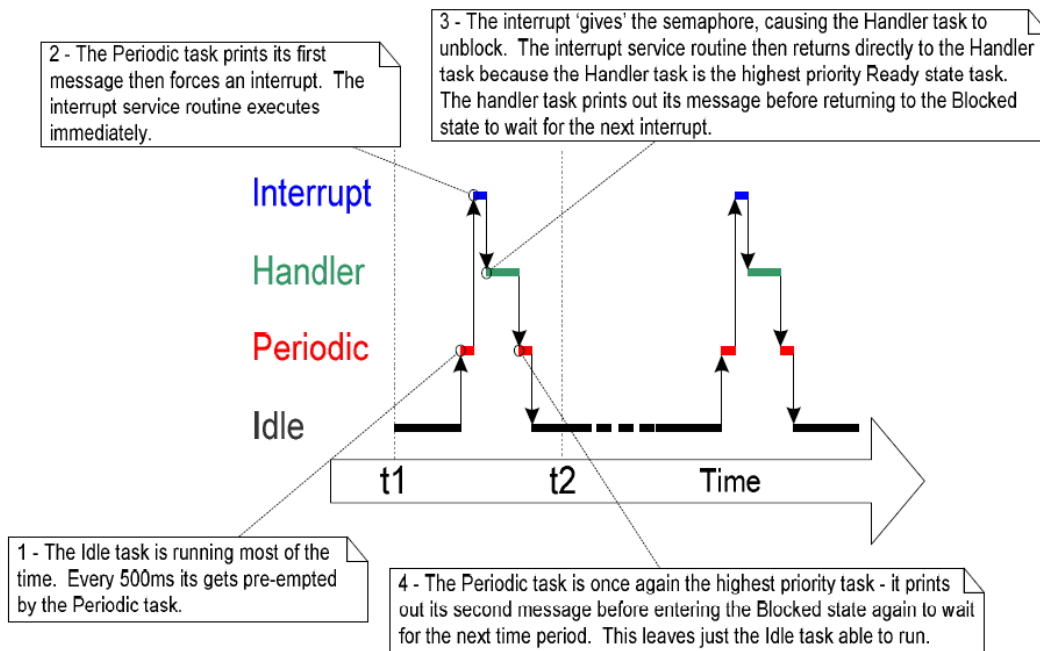 3 - The interrupt ‘gives’ the semaphore, causing the Handler task to
unblock. The interrupt service routine then returns directly to the Handler
task because the Handler task is the highest priority Ready state task.
The handler task prints out its message before returning to the Blocked
state to wait for the next interrupt.
2 - The Periodic task prints its first
message then forces an interrupt. The
interrupt service routine executes
immediately.
Interrupt
Handler
Periodic
Idle
t1
t2
Time
1 - The Idle task is running most of the
time. Every 500ms its gets pre-empted
by the Periodic task.
4 - The Periodic task is once again the highest priority task - it prints
out its second message before entering the Blocked state again to wait
for the next time period. This leaves just the Idle task able to run.